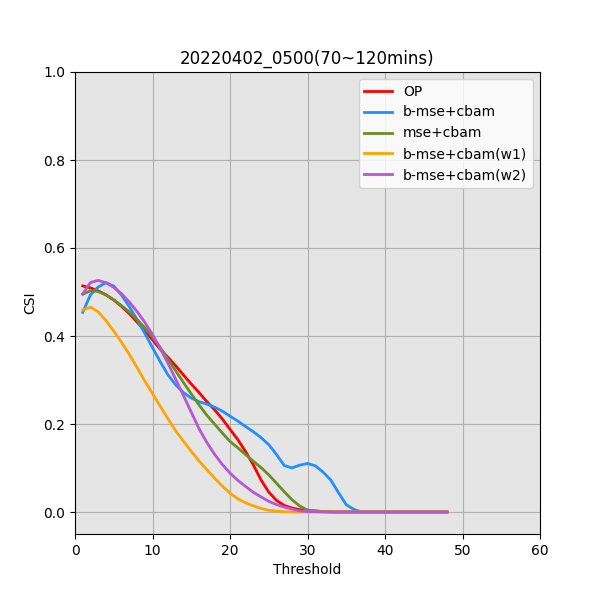 20220402_0500(70~120mins)
1.0
0.8
0.6
0.4
0.2
0.0
CSI
OP
b-mse+cbam
mse+cbam
b-mse+cbam(w1)
b-mse+cbam(w2)
0 10 20 30 40 50 60
Threshold